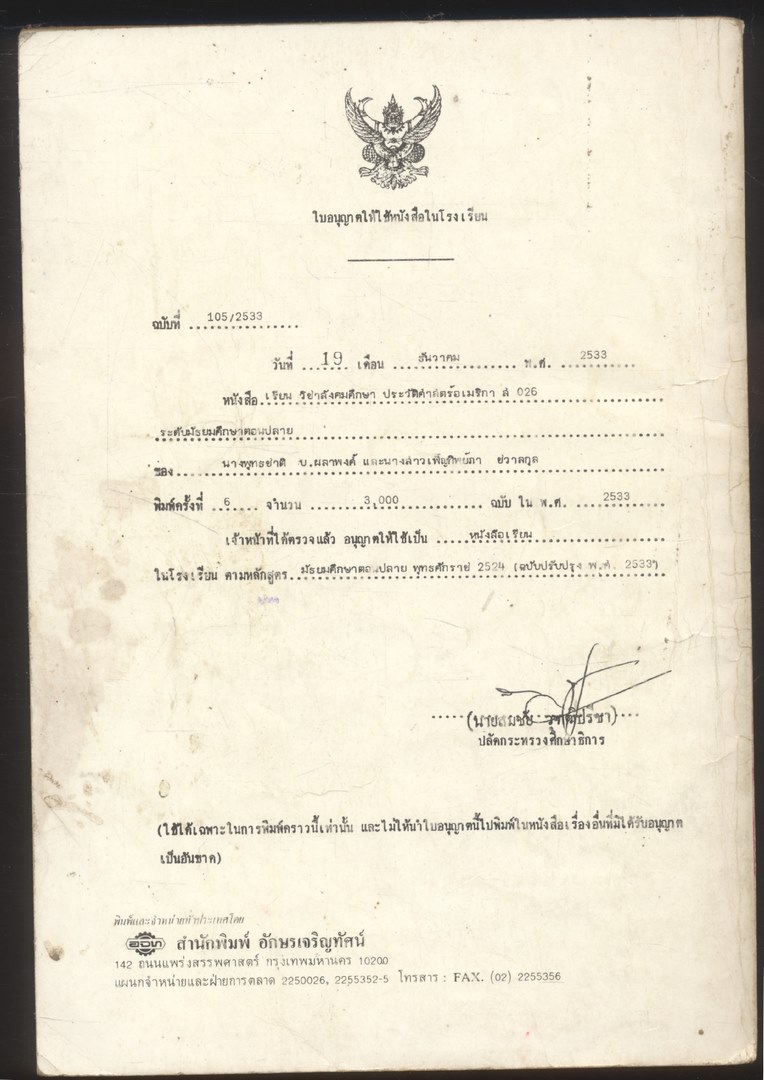 ใบอนุญาตให้ใช้หนังสือในโรงเรียน
ฉบับที่ 105/2533
วันที่ 19 เดือน ธันวาคม พ.ศ. 2533
หนังสือ เรียน วิชาสังคมศึกษา ประวัติศาสตร์อเมริกา ส 026
ระดับมัธยมศึกษาตอนปลาย
ของ นางพุทธชาติ บ.ผลาพงศ์ และนางสาวเพ็ญทิพย์ภา ชวาลกูล
พิมพ์ครั้งที่ 6 จำนวน 3,000 ฉบับ ใน พ.ศ. 2533
เจ้าหน้าที่ได้ตรวจแล้ว อนุญาตให้ใช้เป็น หนังสือเรียน
ในโรงเรียน ตามหลักสูตร มัธยมศึกษาตอนปลาย พุทธศักราช 2524 (ฉบับปรับปรุง พ.ศ. 2533)
(นายสมชัย วุฑฒิปรีชา)
ปลัดกระทรวงศึกษาธิการ
(ใช้ได้เฉพาะในการพิมพ์คราวนี้เท่านั้น และไม่ให้นำใบอนุญาตนี้ไปพิมพ์ในหนังสือเรื่องอื่นที่มิได้รับอนุญาต
เป็นอันขาด)
พิมพ์และจำหน่ายทั่วประเทศโดย
อจท สำนักพิมพ์ อักษรเจริญทัศน์
142 ถนนแพร่งสรรพศาสตร์ กรุงเทพมหานคร 10200
แผนกจำหน่ายและฝ่ายการตลาด 2250026, 2255352-5 โทรสาร : FAX. (02) 2255356